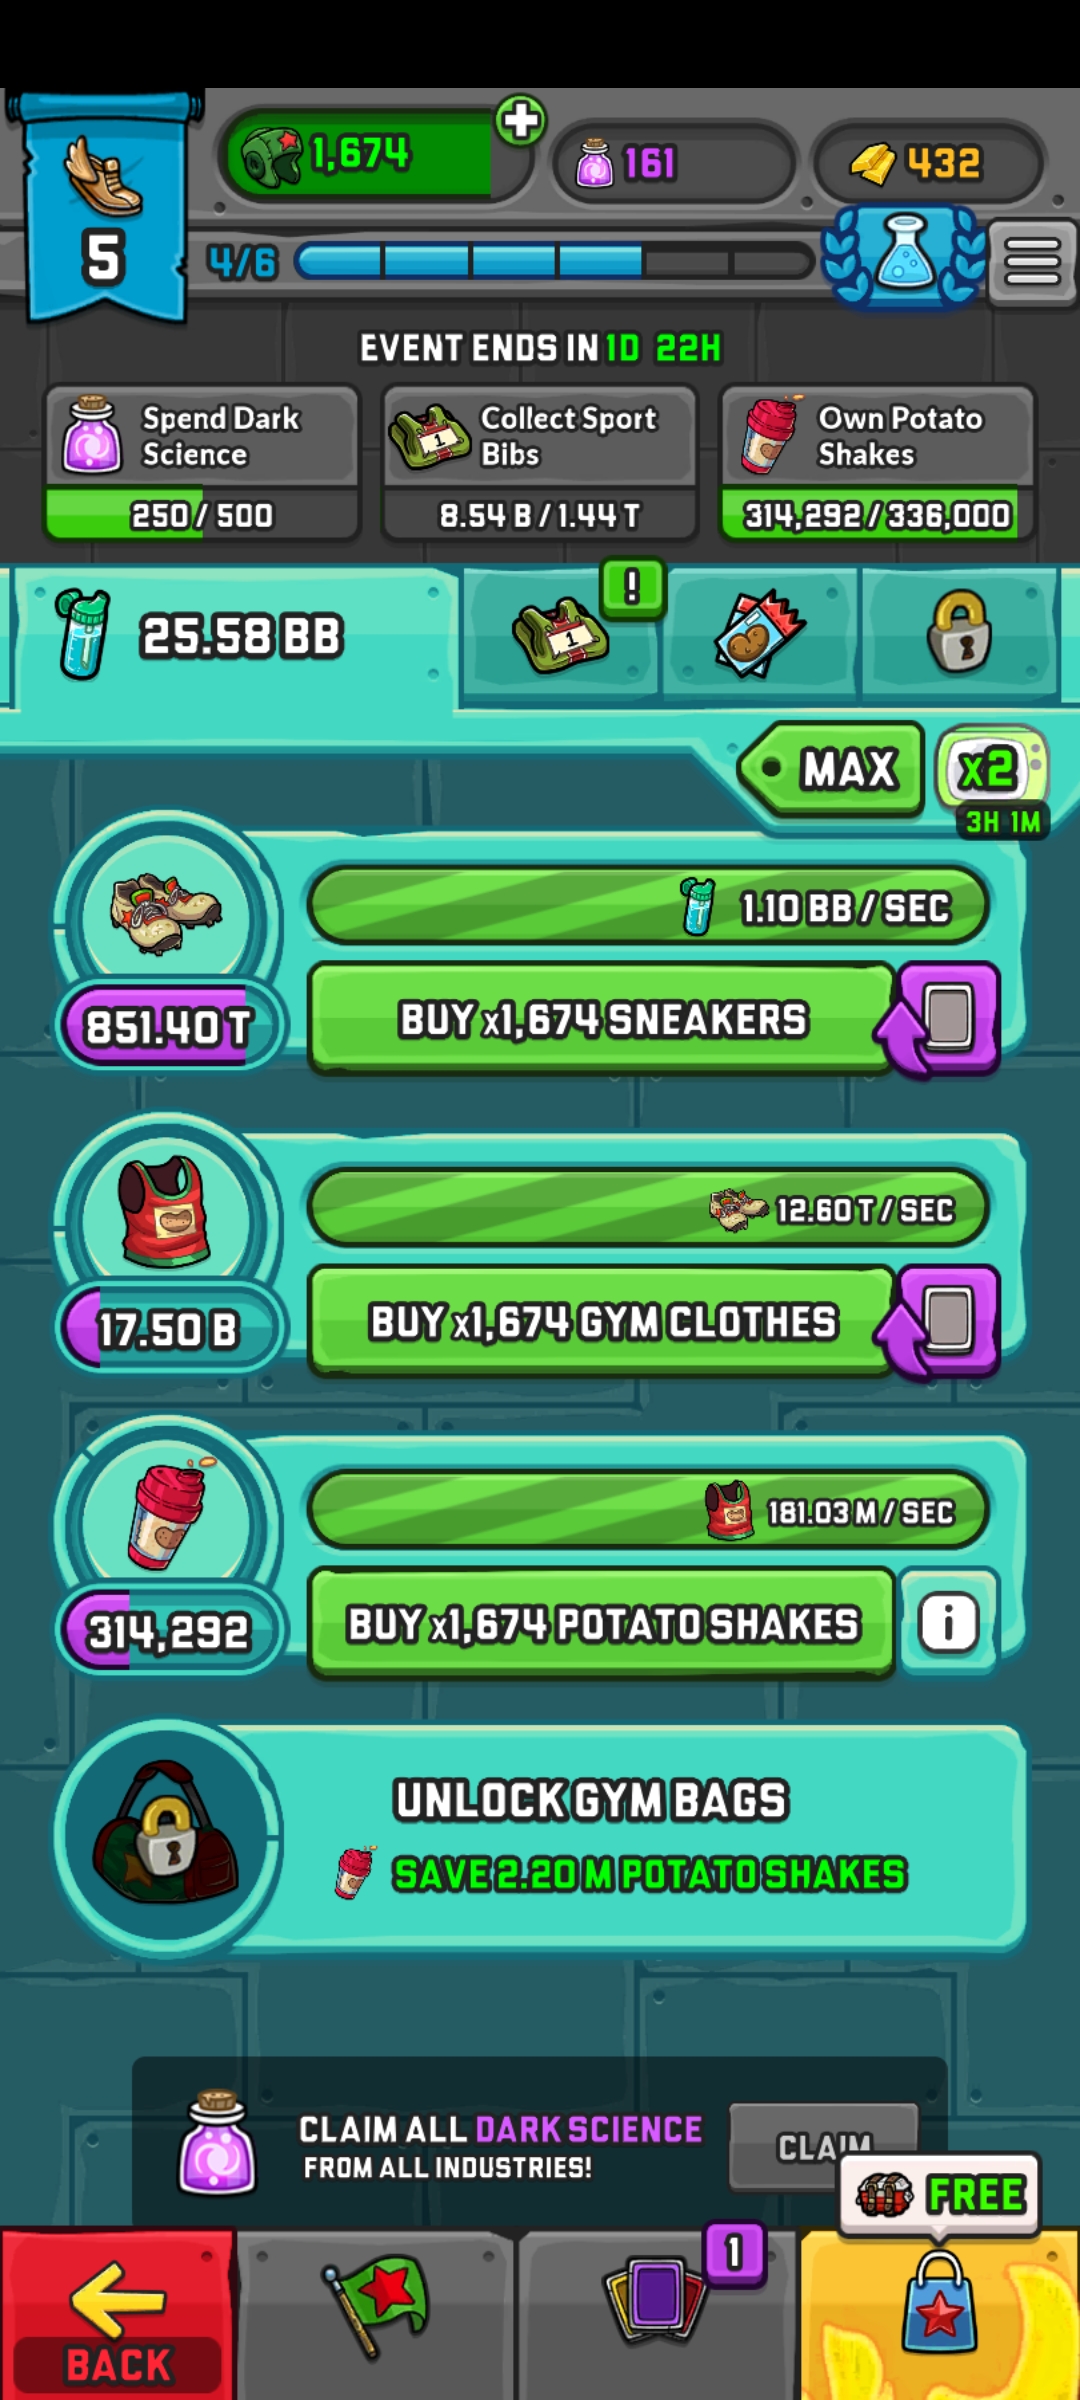 1,674
161
432
5
4/6
EVENT ENDS IN 1D 22H
Spend Dark Science
250 / 500
Collect Sport Bibs
8.54 B / 1.44 T
Own Potato Shakes
314,292 / 336,000
25.58 BB
1
!
MAX
x2
3H 1M
1.10 BB / SEC
851.40 T
BUY x1,674 SNEAKERS
12.60 T / SEC
17.50 B
BUY x1,674 GYM CLOTHES
181.03 M / SEC
314,292
BUY x1,674 POTATO SHAKES
i
UNLOCK GYM BAGS
SAVE 2.20 M POTATO SHAKES
CLAIM ALL DARK SCIENCE
FROM ALL INDUSTRIES!
CLAIM
FREE
1
BACK